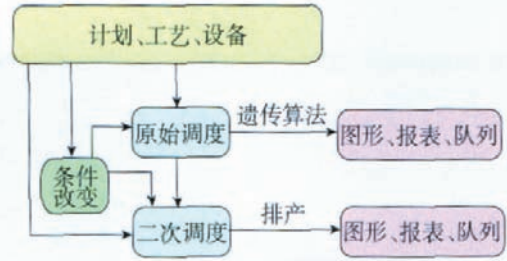 计划、工艺、设备
原始调度
遗传算法
图形、报表、队列
条件
改变
二次调度
排产
图形、报表、队列